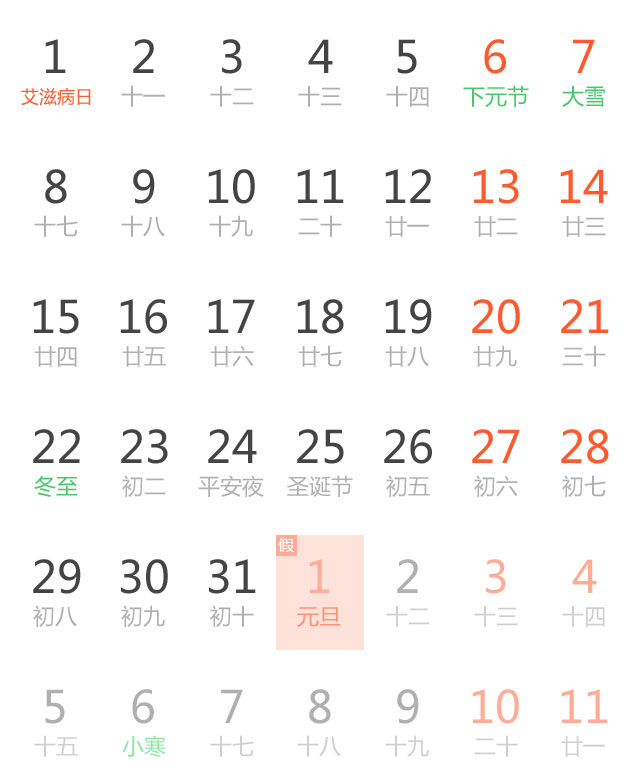 1 2 3 4 5 6 7
艾滋病日 十一 十二 十三 十四 下元节 大雪
8 9 10 11 12 13 14
十七 十八 十九 二十 廿一 廿二 廿三
15 16 17 18 19 20 21
廿四 廿五 廿六 廿七 廿八 廿九 三十
22 23 24 25 26 27 28
冬至 初二 平安夜 圣诞节 初五 初六 初七
假
29 30 31 1 2 3 4
初八 初九 初十 元旦 十二 十三 十四
5 6 7 8 9 10 11
十五 小寒 十七 十八 十九 二十 廿一